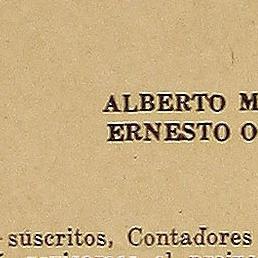 ALBERTO M
ERNESTO O
suscritos, Contadores